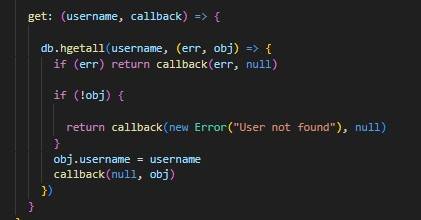 get: (username, callback) => {
db.hgetall(username, (err, obj) => {
if (err) return callback(err, null)
if (!obj) {
return callback(new Error("User not found"), null)
}
obj.username = username
callback(null, obj)
})
}